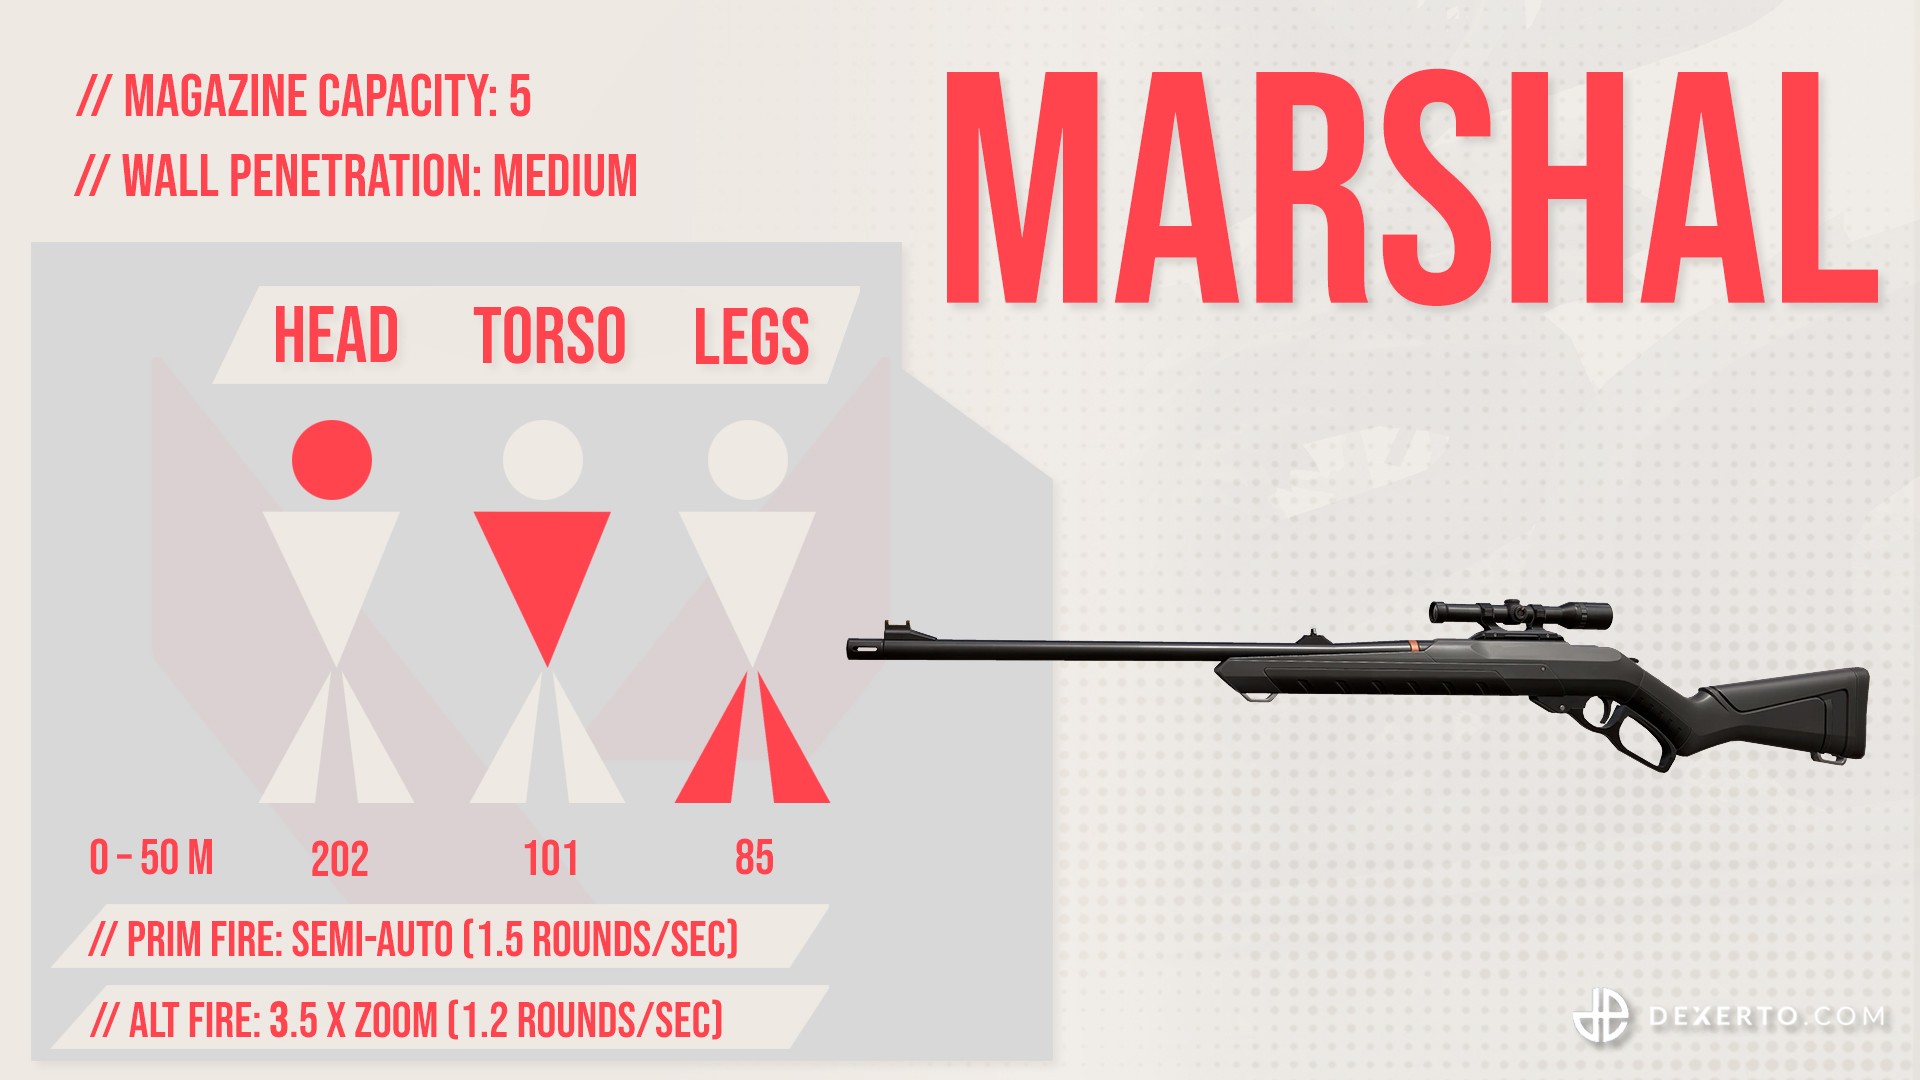 // MAGAZINE CAPACITY: 5
// WALL PENETRATION: MEDIUM
MARSHAL
HEAD TORSO LEGS
0 – 50 M 202 101 85
// PRIM FIRE: SEMI-AUTO (1.5 ROUNDS/SEC)
// ALT FIRE: 3.5 X ZOOM (1.2 ROUNDS/SEC)
DEXERTO.COM